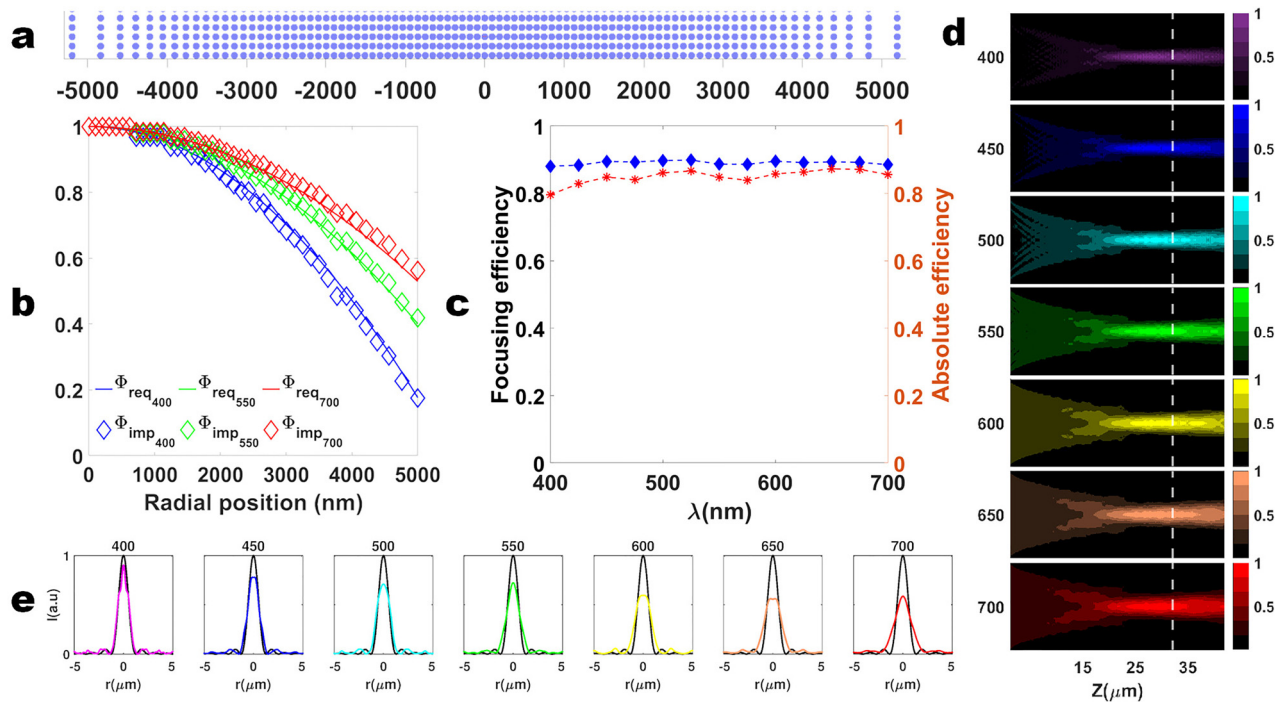 a
-5000 -4000 -3000 -2000 -1000 0 1000 2000 3000 4000 5000
b
1
0.8
0.6
0.4
0.2
0
Φreq400 Φreq550 Φreq700
Φimp400 Φimp550 Φimp700
0 1000 2000 3000 4000 5000
Radial position (nm)
c
Focusing efficiency
1
0.8
0.6
0.4
0.2
0
400 500 600 700
λ(nm)
1
0.8
0.6
0.4
0.2
0
Absolute efficiency
d
400
1
0.5
450
1
0.5
500
1
0.5
550
1
0.5
600
1
0.5
650
1
0.5
700
1
0.5
15 25 35
Z(μm)
e
400 450 500 550 600 650 700
1
I(a.u)
0
-5 0 5 -5 0 5 -5 0 5 -5 0 5 -5 0 5 -5 0 5 -5 0 5
r(μm) r(μm) r(μm) r(μm) r(μm) r(μm) r(μm)